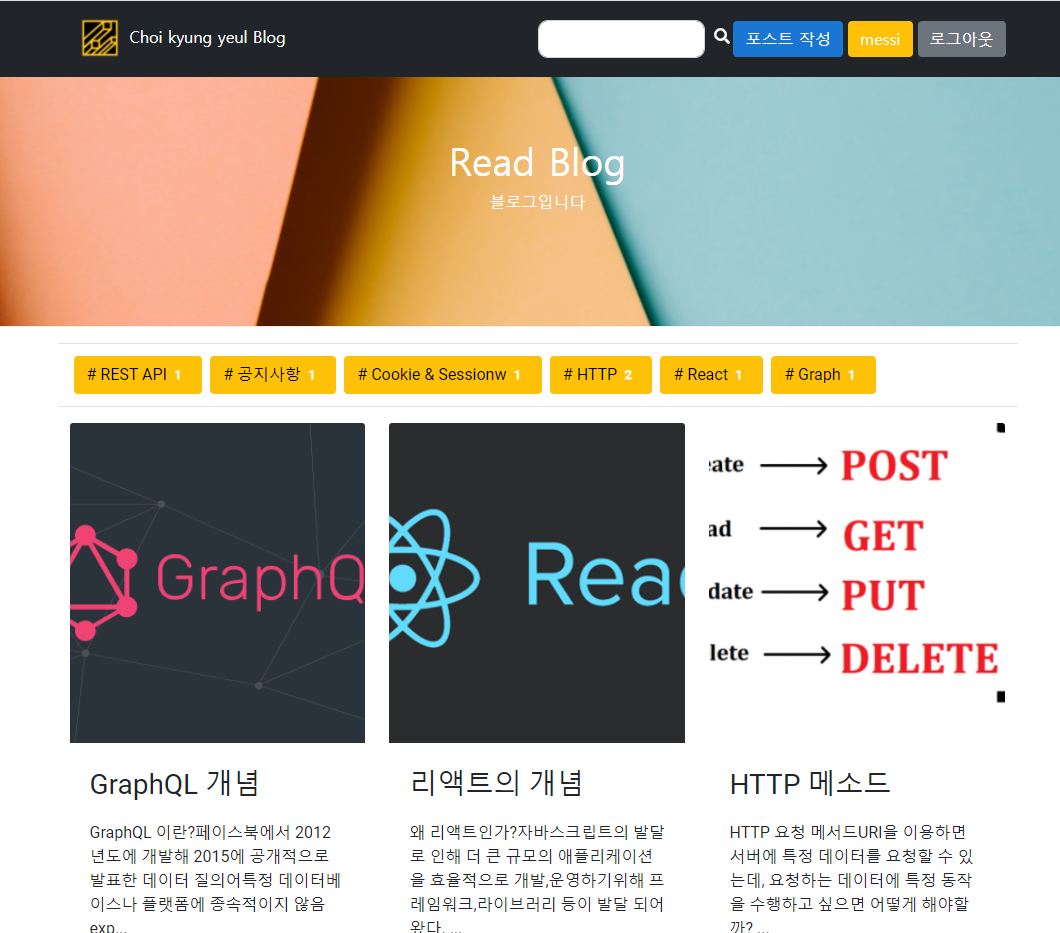 Choi kyung yeul Blog
포스트 작성
messi
로그아웃
Read Blog
블로그입니다
# REST API 1
# 공지사항 1
# Cookie & Sessionw 1
# HTTP 2
# React 1
# Graph 1
GraphQ
Reac
eate
POST
ad
GET
date
PUT
lete
DELETE
GraphQL 개념
GraphQL 이란?페이스북에서 2012
년도에 개발해 2015에 공개적으로
발표한 데이터 질의어특정 데이터베
이스나 플랫폼에 종속적이지 않음
exp...
리액트의 개념
왜 리액트인가?자바스크립트의 발달
로 인해 더 큰 규모의 애플리케이션
을 효율적으로 개발,운영하기위해 프
레임워크,라이브러리 등이 발달 되어
왔다. ...
HTTP 메소드
HTTP 요청 메서드URI을 이용하면
서버에 특정 데이터를 요청할 수 있
는데, 요청하는 데이터에 특정 동작
을 수행하고 싶으면 어떻게 해야할
까? ...